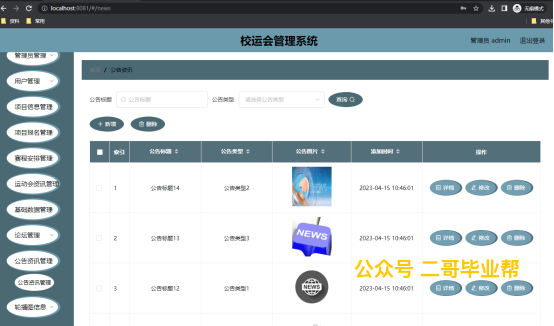 localhost:8081/#/news
无痕模式
资料 常用
校运会管理系统
管理员 admin 退出登录
管理员管理
用户管理
项目信息管理
项目报名管理
赛程安排管理
运动会资讯管理
基础数据管理
论坛管理
公告资讯管理
公告资讯管理
轮播图信息
/ 公告资讯
公告标题 公告标题 公告类型 请选择公告类型 查询
+ 新增 删除
索引 公告标题 公告类型 公告图片 添加时间 操作
1 公告标题14 公告类型2 2023-04-15 10:46:01 详情 修改 删除
NEWS
2 公告标题13 公告类型3 2023-04-15 10:46:01 详情 修改 删除
NEWS
3 公告标题12 公告类型1 2023-04-15 10:46:01 详情 修改 删除
公众号 二哥毕业帮